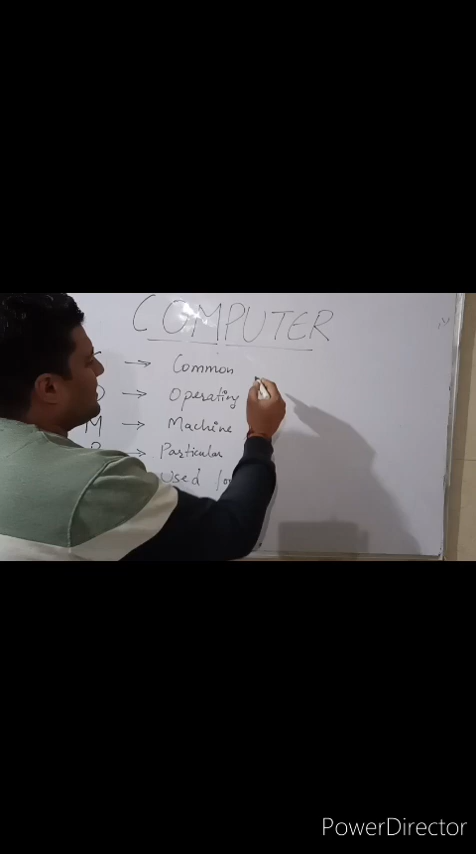 COMPUTER
→ Common
→ Operating
M → Machine
→ Particular
Used
PowerDirector